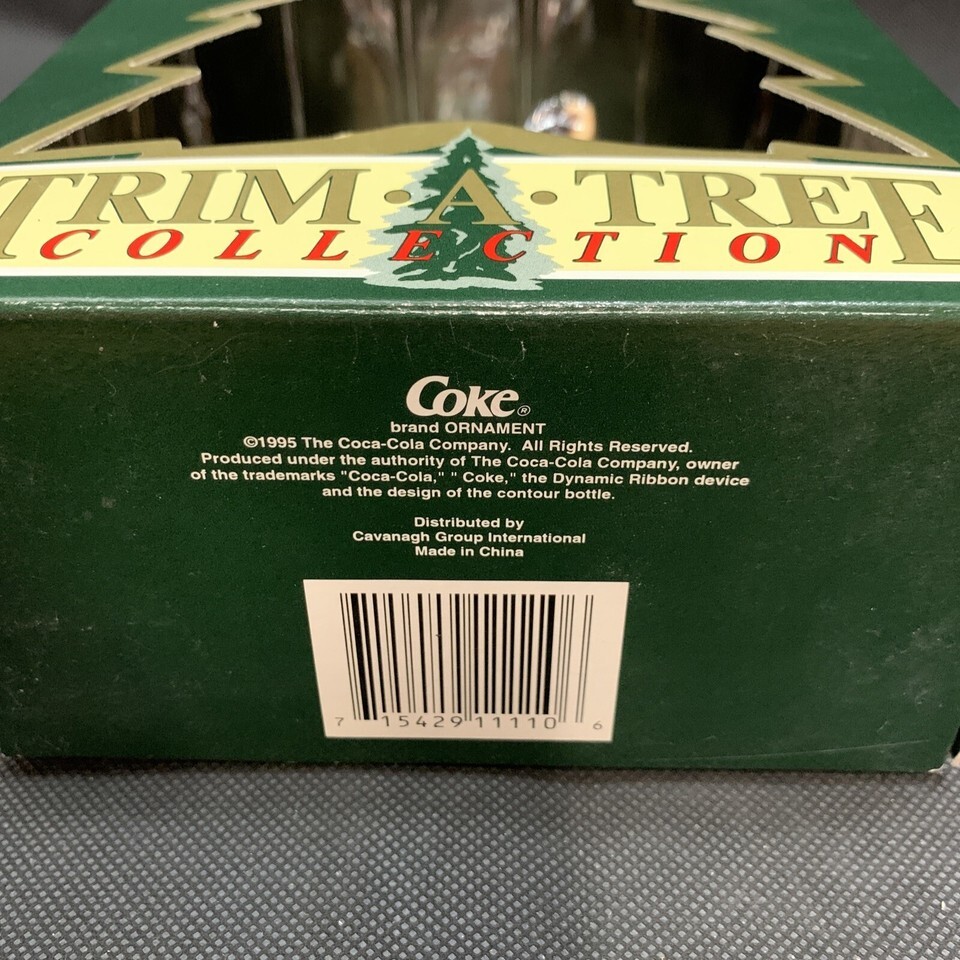 TRIM · A · TREE
COLLECTION
Coke®
brand ORNAMENT
©1995 The Coca-Cola Company. All Rights Reserved.
Produced under the authority of The Coca-Cola Company, owner
of the trademarks "Coca-Cola," " Coke," the Dynamic Ribbon device
and the design of the contour bottle.
Distributed by
Cavanagh Group International
Made in China
7 15429 11110 6